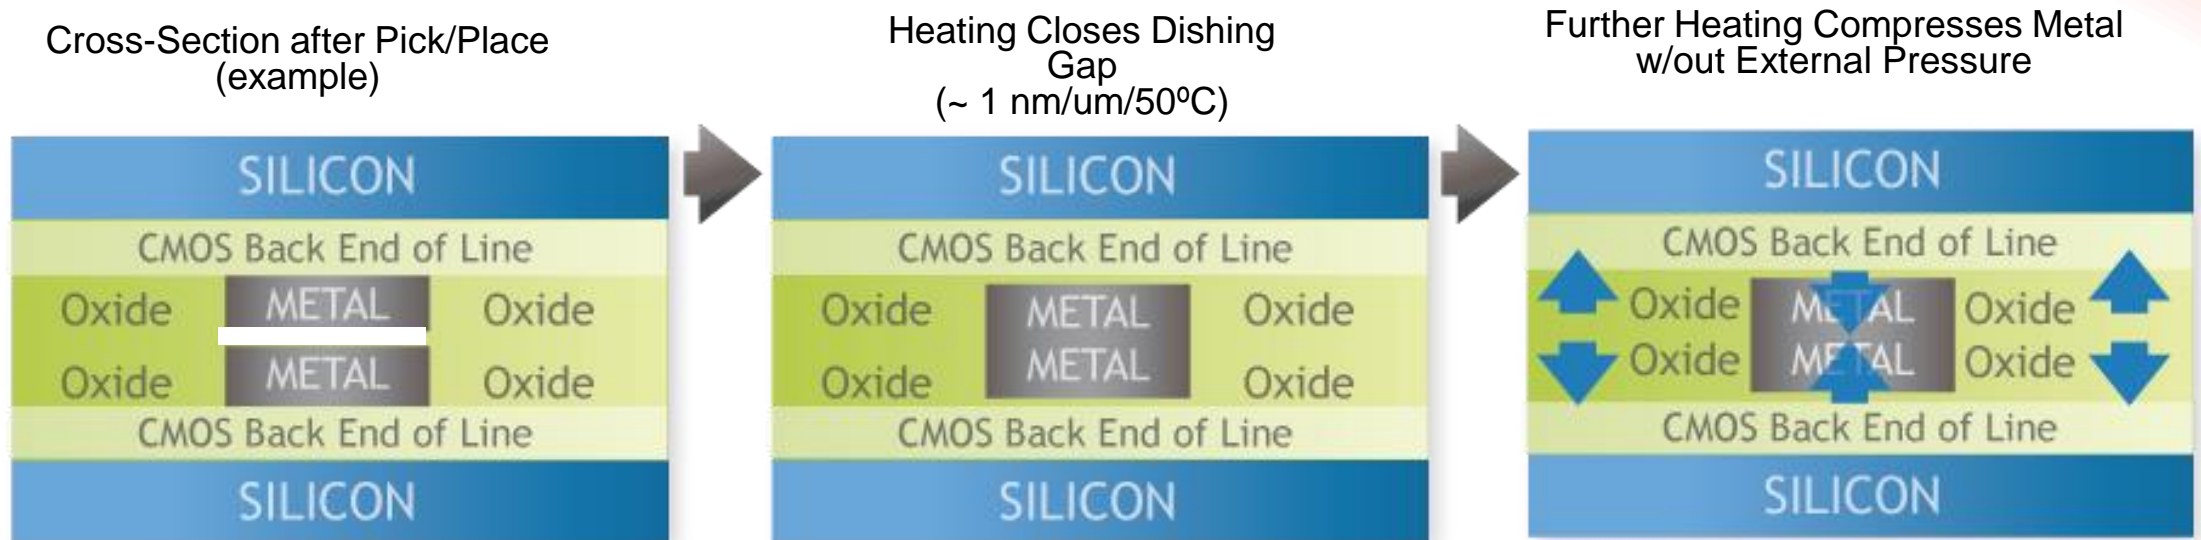 Cross-Section after Pick/Place
(example)
Heating Closes Dishing
Gap
(~ 1 nm/um/50ºC)
Further Heating Compresses Metal
w/out External Pressure
SILICON
CMOS Back End of Line
Oxide METAL Oxide
Oxide METAL Oxide
CMOS Back End of Line
SILICON
SILICON
CMOS Back End of Line
Oxide METAL Oxide
Oxide METAL Oxide
CMOS Back End of Line
SILICON
SILICON
CMOS Back End of Line
Oxide METAL Oxide
Oxide METAL Oxide
CMOS Back End of Line
SILICON